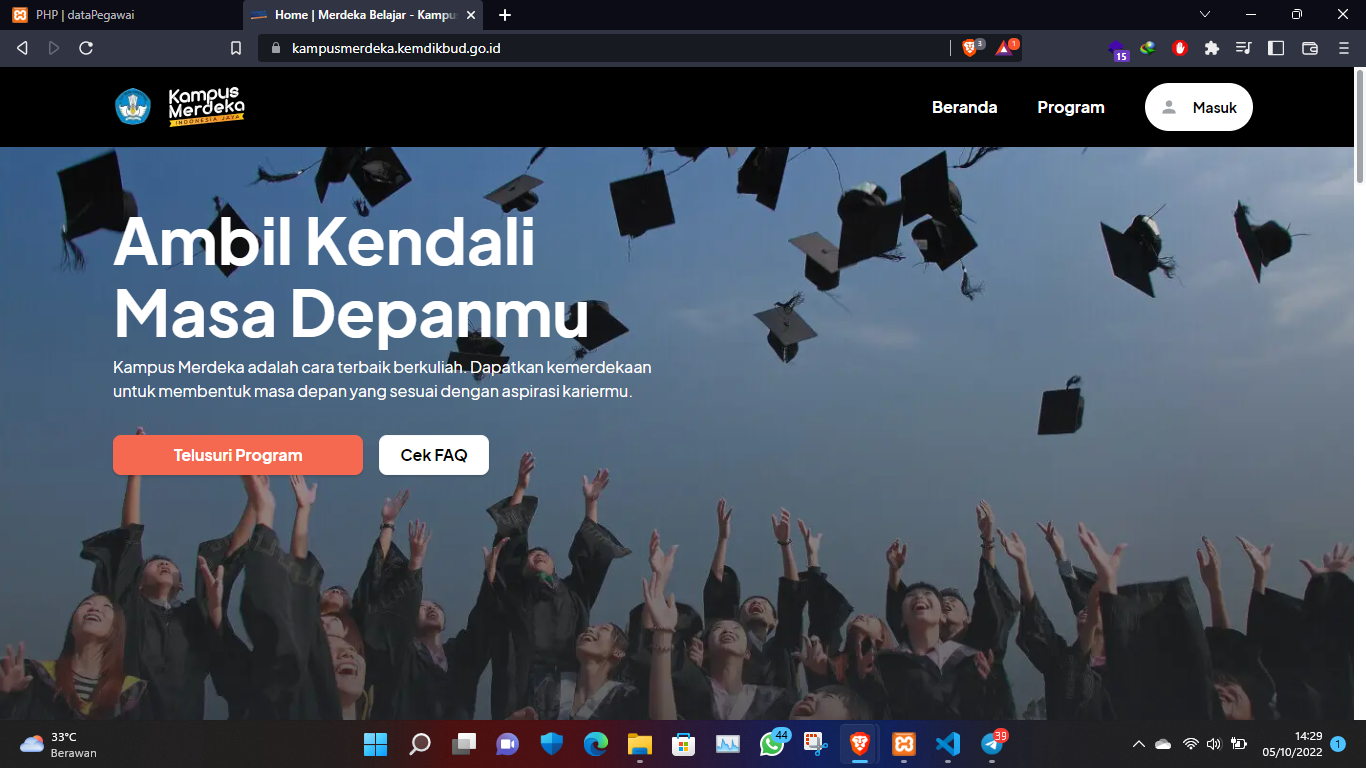 PHP | dataPegawai
Home | Merdeka Belajar - Kampu
kampusmerdeka.kemdikbud.go.id
3
1
15
Kampus
Merdeka
INDONESIA JAYA
Beranda
Program
Masuk
Ambil Kendali
Masa Depanmu
Kampus Merdeka adalah cara terbaik berkuliah. Dapatkan kemerdekaan
untuk membentuk masa depan yang sesuai dengan aspirasi kariermu.
Telusuri Program
Cek FAQ
33°C
Berawan
44
39
14:29
05/10/2022
1